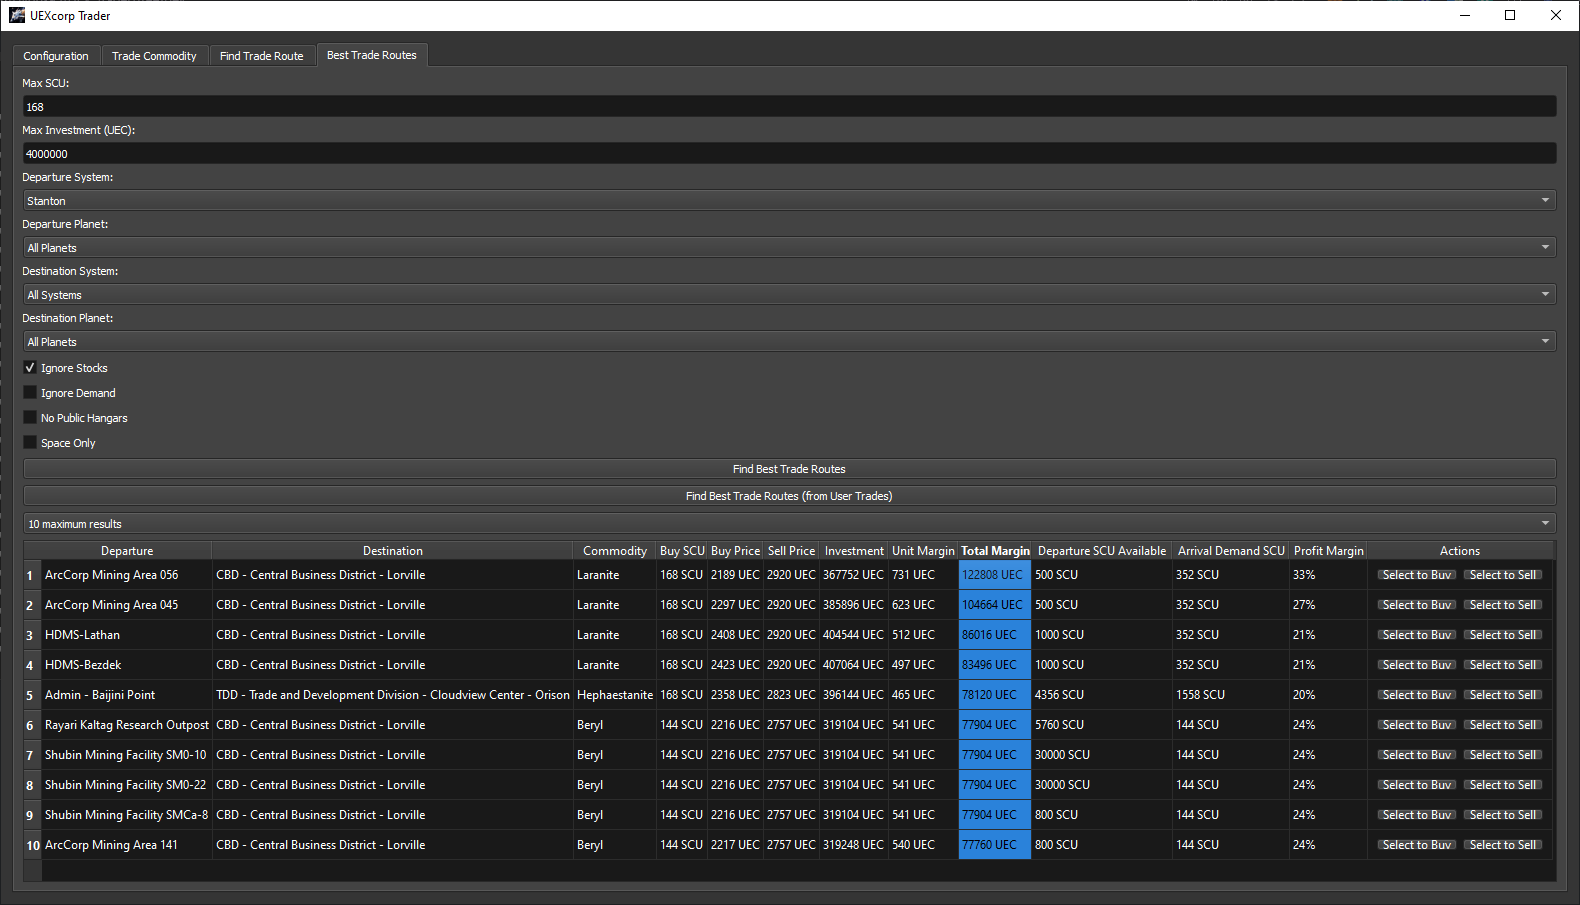 UEXcorp Trader
Configuration Trade Commodity Find Trade Route Best Trade Routes
Max SCU:
168
Max Investment (UEC):
4000000
Departure System:
Stanton
Departure Planet:
All Planets
Destination System:
All Systems
Destination Planet:
All Planets
Ignore Stocks
Ignore Demand
No Public Hangars
Space Only
Find Best Trade Routes
Find Best Trade Routes (from User Trades)
10 maximum results
Departure Destination Commodity Buy SCU Buy Price Sell Price Investment Unit Margin Total Margin Departure SCU Available Arrival Demand SCU Profit Margin Actions
1 ArcCorp Mining Area 056 CBD - Central Business District - Lorville Laranite 168 SCU 2189 UEC 2920 UEC 367752 UEC 731 UEC 122808 UEC 500 SCU 352 SCU 33% Select to Buy Select to Sell
2 ArcCorp Mining Area 045 CBD - Central Business District - Lorville Laranite 168 SCU 2297 UEC 2920 UEC 385896 UEC 623 UEC 104664 UEC 500 SCU 352 SCU 27% Select to Buy Select to Sell
3 HDMS-Lathan CBD - Central Business District - Lorville Laranite 168 SCU 2408 UEC 2920 UEC 404544 UEC 512 UEC 86016 UEC 1000 SCU 352 SCU 21% Select to Buy Select to Sell
4 HDMS-Bezdek CBD - Central Business District - Lorville Laranite 168 SCU 2423 UEC 2920 UEC 407064 UEC 497 UEC 83496 UEC 1000 SCU 352 SCU 21% Select to Buy Select to Sell
5 Admin - Baijini Point TDD - Trade and Development Division - Cloudview Center - Orison Hephaestanite 168 SCU 2358 UEC 2823 UEC 396144 UEC 465 UEC 78120 UEC 4356 SCU 1558 SCU 20% Select to Buy Select to Sell
6 Rayari Kaltag Research Outpost CBD - Central Business District - Lorville Beryl 144 SCU 2216 UEC 2757 UEC 319104 UEC 541 UEC 77904 UEC 5760 SCU 144 SCU 24% Select to Buy Select to Sell
7 Shubin Mining Facility SM0-10 CBD - Central Business District - Lorville Beryl 144 SCU 2216 UEC 2757 UEC 319104 UEC 541 UEC 77904 UEC 30000 SCU 144 SCU 24% Select to Buy Select to Sell
8 Shubin Mining Facility SM0-22 CBD - Central Business District - Lorville Beryl 144 SCU 2216 UEC 2757 UEC 319104 UEC 541 UEC 77904 UEC 30000 SCU 144 SCU 24% Select to Buy Select to Sell
9 Shubin Mining Facility SMCa-8 CBD - Central Business District - Lorville Beryl 144 SCU 2216 UEC 2757 UEC 319104 UEC 541 UEC 77904 UEC 800 SCU 144 SCU 24% Select to Buy Select to Sell
10 ArcCorp Mining Area 141 CBD - Central Business District - Lorville Beryl 144 SCU 2217 UEC 2757 UEC 319248 UEC 540 UEC 77760 UEC 800 SCU 144 SCU 24% Select to Buy Select to Sell